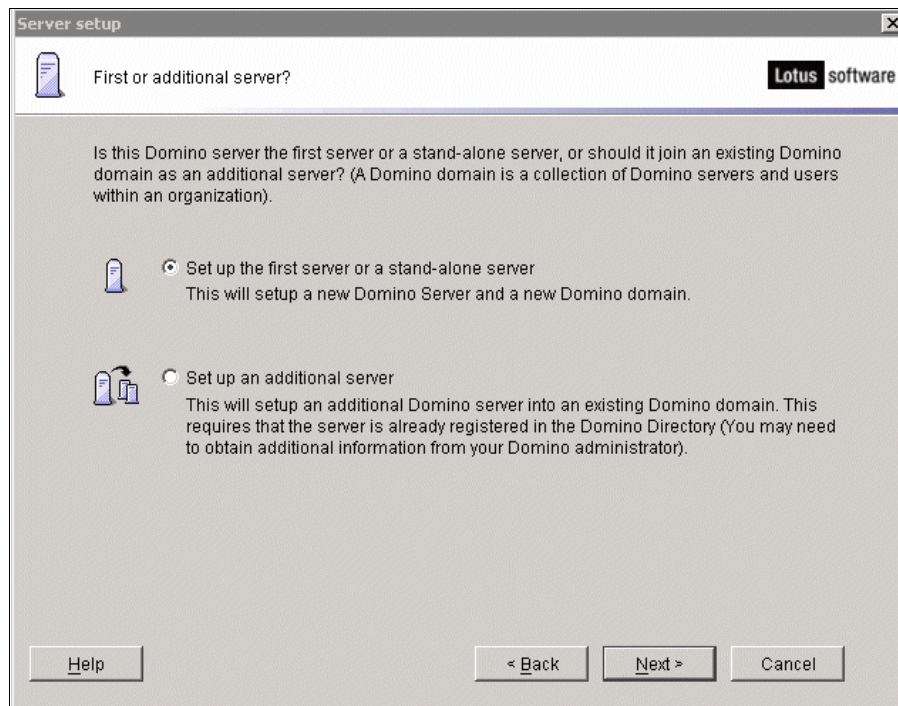 Server setup
First or additional server?
Lotus software
Is this Domino server the first server or a stand-alone server, or should it join an existing Domino
domain as an additional server? (A Domino domain is a collection of Domino servers and users
within an organization).
Set up the first server or a stand-alone server
This will setup a new Domino Server and a new Domino domain.
Set up an additional server
This will setup an additional Domino server into an existing Domino domain. This
requires that the server is already registered in the Domino Directory (You may need
to obtain additional information from your Domino administrator).
Help
< Back
Next >
Cancel